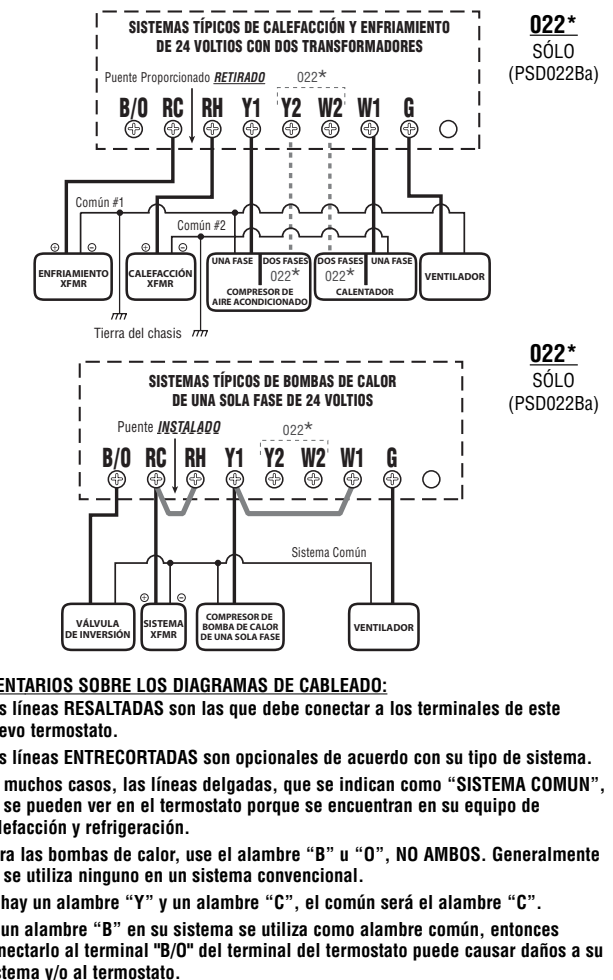 SISTEMAS TÍPICOS DE CALEFACCIÓN Y ENFRIAMIENTO
DE 24 VOLTIOS CON DOS TRANSFORMADORES
022*
SÓLO
(PSD022Ba)
Puente Proporcionado RETIRADO
022*
B/O RC RH Y1 Y2 W2 W1 G
Común #1
Común #2
ENFRIAMIENTO
XFMR
CALEFACCIÓN
XFMR
UNA FASE
DOS FASES
022*
COMPRESOR DE
AIRE ACONDICIONADO
DOS FASES
022*
UNA FASE
CALENTADOR
VENTILADOR
Tierra del chasis
SISTEMAS TÍPICOS DE BOMBAS DE CALOR
DE UNA SOLA FASE DE 24 VOLTIOS
022*
SÓLO
(PSD022Ba)
Puente INSTALADO
022*
B/O RC RH Y1 Y2 W2 W1 G
Sistema Común
VÁLVULA
DE INVERSIÓN
SISTEMA
XFMR
COMPRESOR DE
BOMBA DE CALOR
DE UNA SOLA FASE
VENTILADOR
ENTARIOS SOBRE LOS DIAGRAMAS DE CABLEADO:
s líneas RESALTADAS son las que debe conectar a los terminales de este
evo termostato.
s líneas ENTRECORTADAS son opcionales de acuerdo con su tipo de sistema.
muchos casos, las líneas delgadas, que se indican como “SISTEMA COMUN”,
se pueden ver en el termostato porque se encuentran en su equipo de
lefacción y refrigeración.
ra las bombas de calor, use el alambre “B” u “O”, NO AMBOS. Generalmente
se utiliza ninguno en un sistema convencional.
hay un alambre “Y” y un alambre “C”, el común será el alambre “C”.
un alambre “B” en su sistema se utiliza como alambre común, entonces
nectarlo al terminal "B/O" del terminal del termostato puede causar daños a su
stema y/o al termostato.